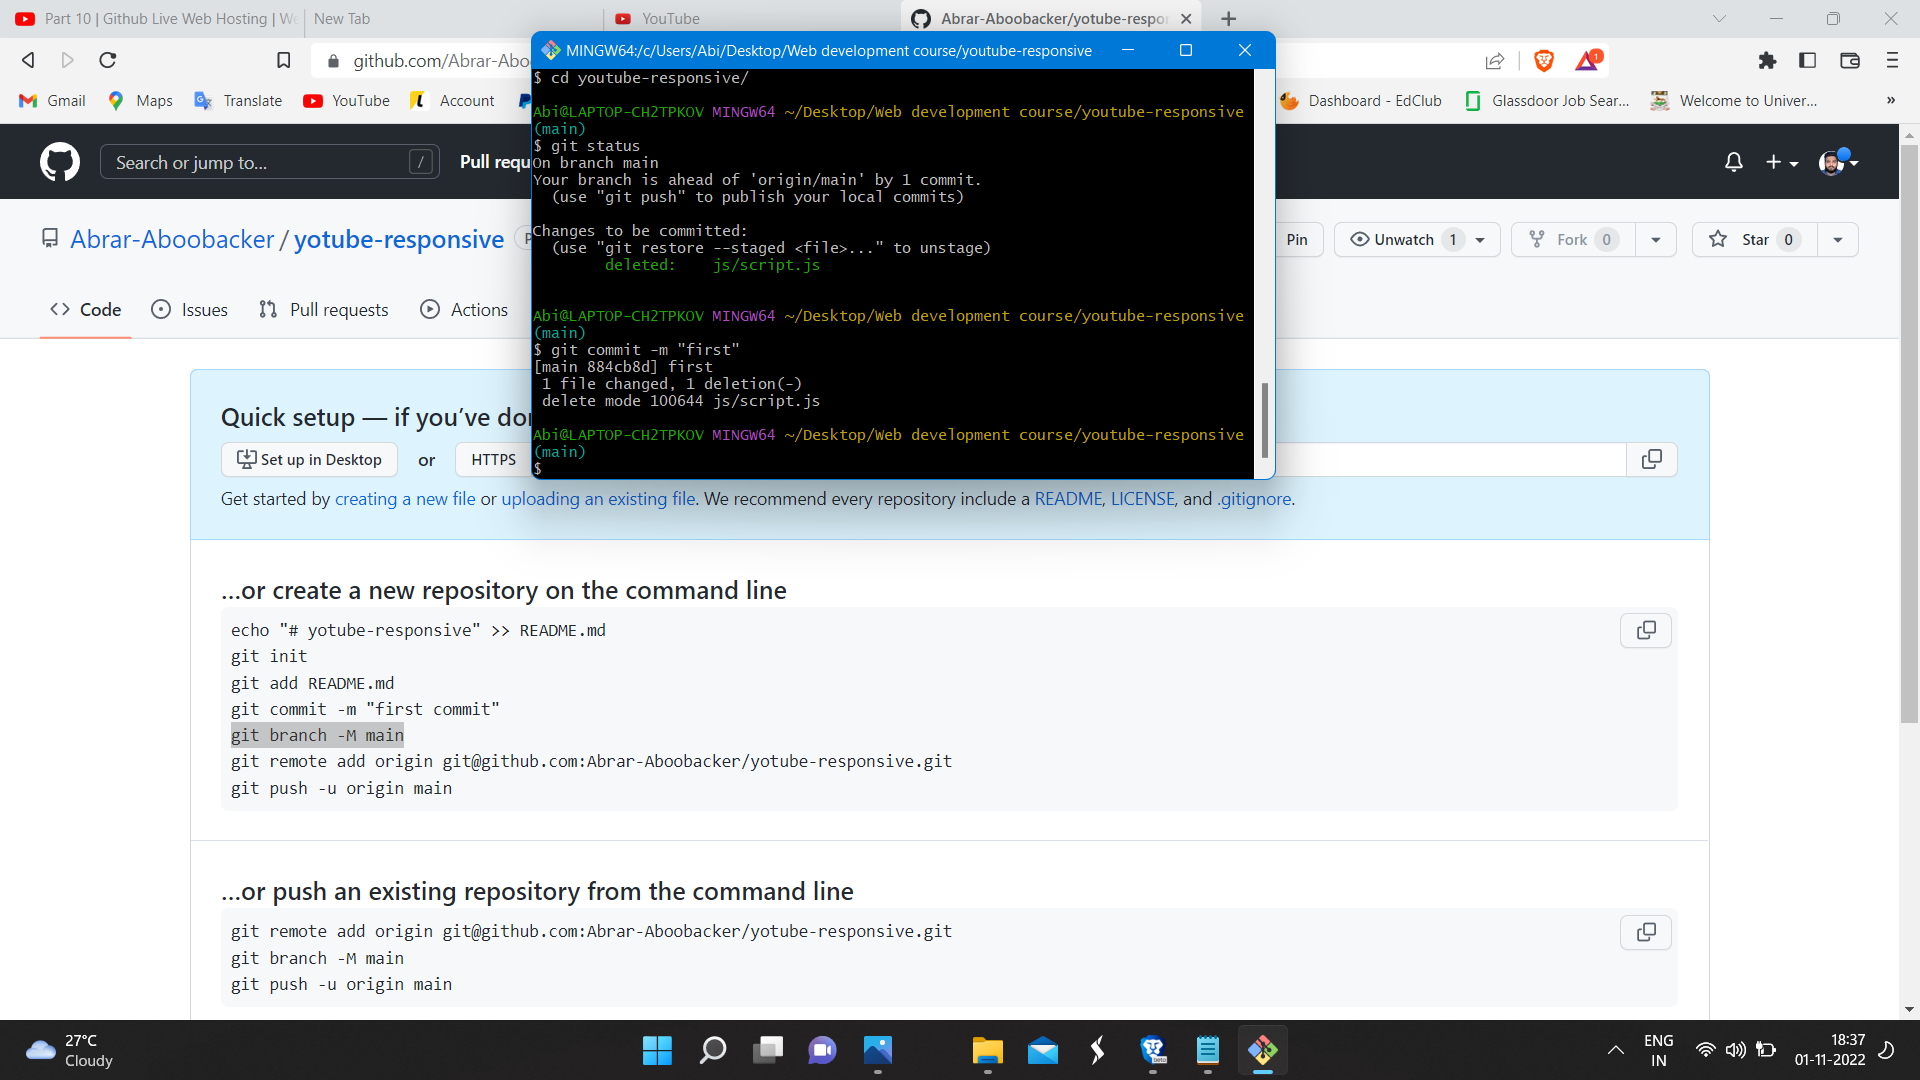 Part 10 | Github Live Web Hosting | We
New Tab
YouTube
Abrar-Aboobacker/yotube-respon
github.com/Abrar-Abo
1
Gmail
Maps
Translate
YouTube
Account
Dashboard - EdClub
Glassdoor Job Sear...
Welcome to Univer...
»
MINGW64:/c/Users/Abi/Desktop/Web development course/youtube-responsive
$ cd youtube-responsive/
Abi@LAPTOP-CH2TPKOV MINGW64 ~/Desktop/Web development course/youtube-responsive
(main)
$ git status
On branch main
Your branch is ahead of 'origin/main' by 1 commit.
(use "git push" to publish your local commits)
Changes to be committed:
(use "git restore --staged <file>..." to unstage)
deleted: js/script.js
Abi@LAPTOP-CH2TPKOV MINGW64 ~/Desktop/Web development course/youtube-responsive
(main)
$ git commit -m "first"
[main 884cb8d] first
1 file changed, 1 deletion(-)
delete mode 100644 js/script.js
Abi@LAPTOP-CH2TPKOV MINGW64 ~/Desktop/Web development course/youtube-responsive
(main)
$
Search or jump to...
/
Pull requ
Abrar-Aboobacker / yotube-responsive
P
Pin
Unwatch 1
Fork 0
Star 0
Code
Issues
Pull requests
Actions
Quick setup — if you’ve don
Set up in Desktop or HTTPS
Get started by creating a new file or uploading an existing file. We recommend every repository include a README, LICENSE, and .gitignore.
…or create a new repository on the command line
echo "# yotube-responsive" >> README.md
git init
git add README.md
git commit -m "first commit"
git branch -M main
git remote add origin git@github.com:Abrar-Aboobacker/yotube-responsive.git
git push -u origin main
…or push an existing repository from the command line
git remote add origin git@github.com:Abrar-Aboobacker/yotube-responsive.git
git branch -M main
git push -u origin main
27°C
Cloudy
beta
ENG
IN
18:37
01-11-2022